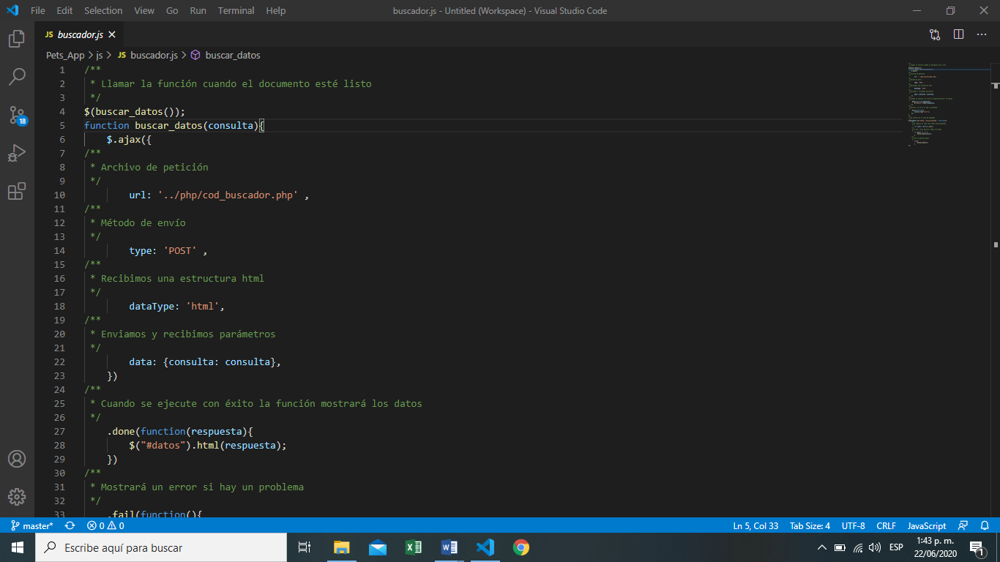 File Edit Selection View Go Run Terminal Help buscador.js - Untitled (Workspace) - Visual Studio Code
JS buscador.js
Pets_App > js > JS buscador.js > buscar_datos
1 /**
2 * Llamar la función cuando el documento esté listo
3 */
4 $(buscar_datos());
5 function buscar_datos(consulta){
6 $.ajax({
7 /**
8 * Archivo de petición
9 */
10 url: '../php/cod_buscador.php' ,
11 /**
12 * Método de envío
13 */
14 type: 'POST' ,
15 /**
16 * Recibimos una estructura html
17 */
18 dataType: 'html',
19 /**
20 * Enviamos y recibimos parámetros
21 */
22 data: {consulta: consulta},
23 })
24 /**
25 * Cuando se ejecute con éxito la función mostrará los datos
26 */
27 .done(function(respuesta){
28 $("#datos").html(respuesta);
29 })
30 /**
31 * Mostrará un error si hay un problema
32 */
33 .fail(function(){
18
master* 0 0 Ln 5, Col 33 Tab Size: 4 UTF-8 CRLF JavaScript
Escribe aquí para buscar
ESP
1:43 p. m.
22/06/2020
1